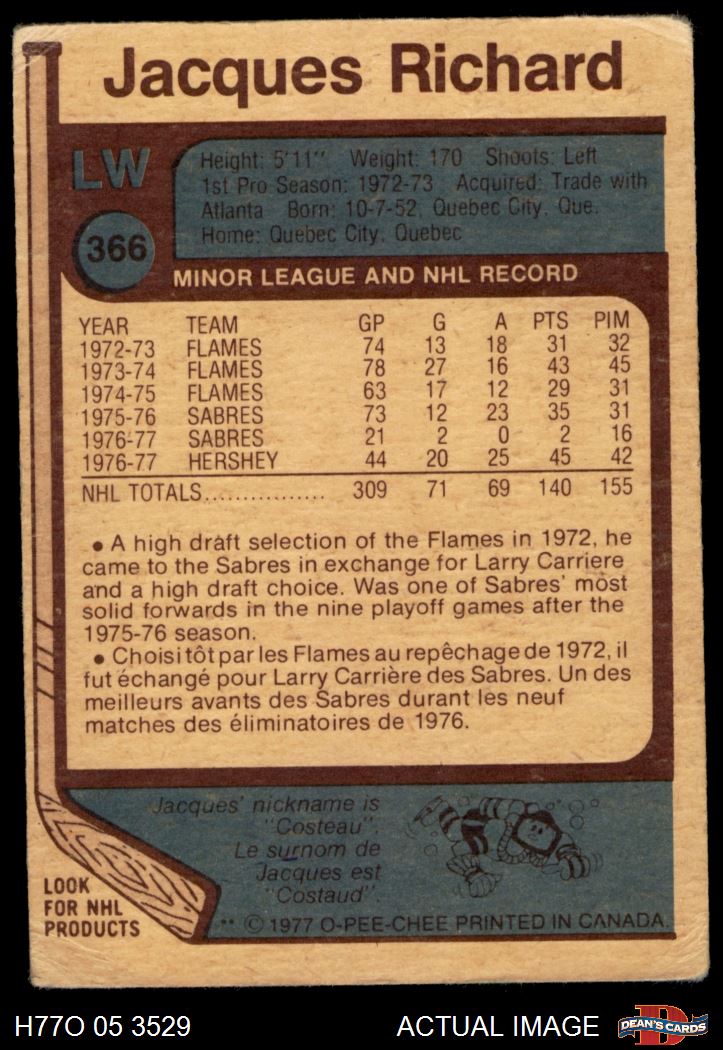 Jacques Richard
LW
Height: 5'11" Weight: 170 Shoots: Left
1st Pro Season: 1972-73 Acquired: Trade with
Atlanta Born: 10-7-52, Quebec City, Que.
Home: Quebec City, Quebec
366
MINOR LEAGUE AND NHL RECORD
YEAR TEAM GP G A PTS PIM
1972-73 FLAMES 74 13 18 31 32
1973-74 FLAMES 78 27 16 43 45
1974-75 FLAMES 63 17 12 29 31
1975-76 SABRES 73 12 23 35 31
1976-77 SABRES 21 2 0 2 16
1976-77 HERSHEY 44 20 25 45 42
NHL TOTALS................ 309 71 69 140 155
• A high draft selection of the Flames in 1972, he
came to the Sabres in exchange for Larry Carriere
and a high draft choice. Was one of Sabres' most
solid forwards in the nine playoff games after the
1975-76 season.
• Choisi tôt par les Flames au repêchage de 1972, il
fut échangé pour Larry Carrière des Sabres. Un des
meilleurs avants des Sabres durant les neuf
matches des éliminatoires de 1976.
Jacques' nickname is
"Costeau".
Le surnom de
Jacques est
"Costaud".
LOOK
FOR NHL
PRODUCTS
** © 1977 O-PEE-CHEE PRINTED IN CANADA
H77O 05 3529
ACTUAL IMAGE
D
DEAN'S CARDS